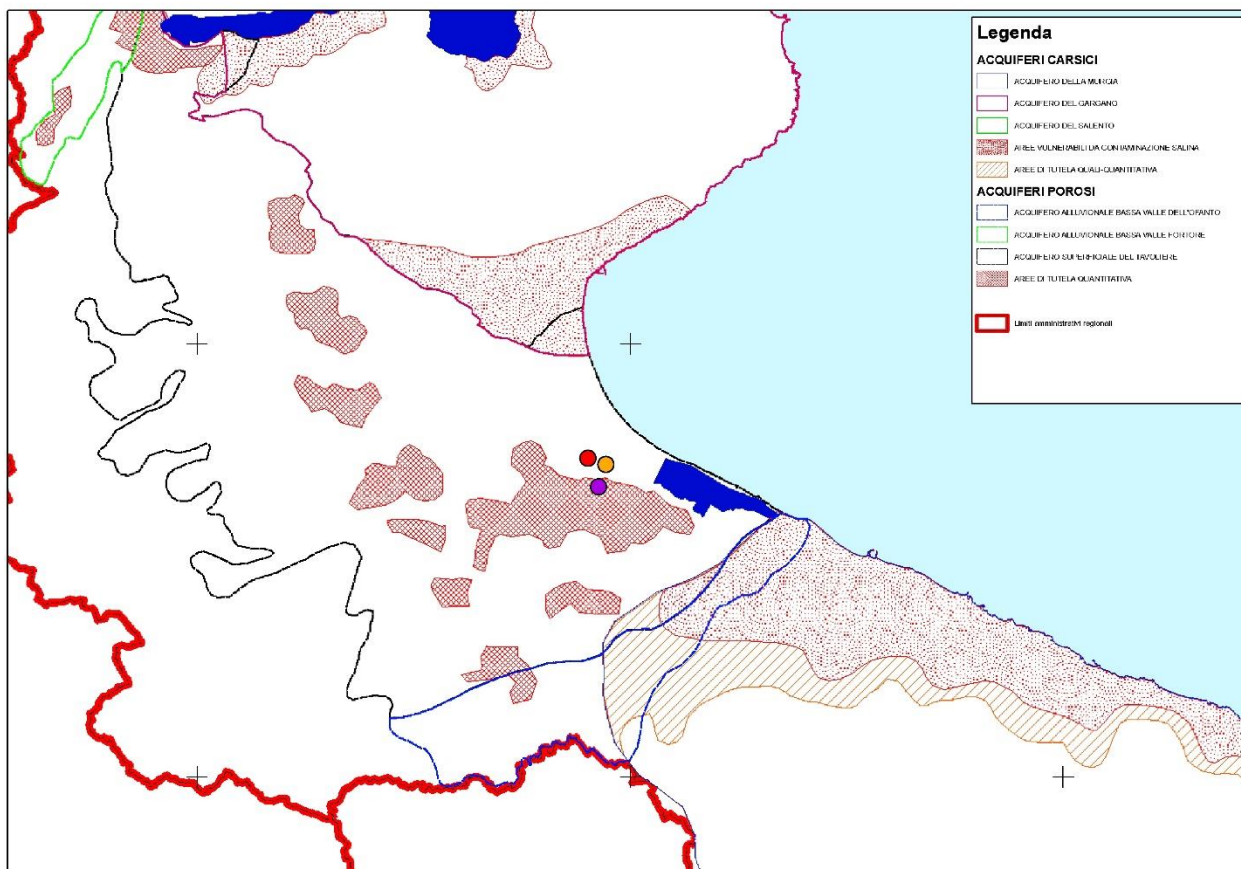 Legenda
ACQUIFERI CARSICI
ACQUIFERO DELLA MURGIA
ACQUIFERO DEL GARGANO
ACQUIFERO DEL SALENTO
AREE VULNERABILI DA CONTAMINAZIONE SALINA
AREE DI TUTELA QUALI-QUANTITATIVA
ACQUIFERI POROSI
ACQUIFERO ALLUVIONALE BASSA VALLE DELL'OFANTO
ACQUIFERO ALLUVIONALE BASSA VALLE FORTORE
ACQUIFERO SUPERFICIALE DEL TAVOLIERE
AREE DI TUTELA QUANTITATIVA
Limiti amministrativi regionali